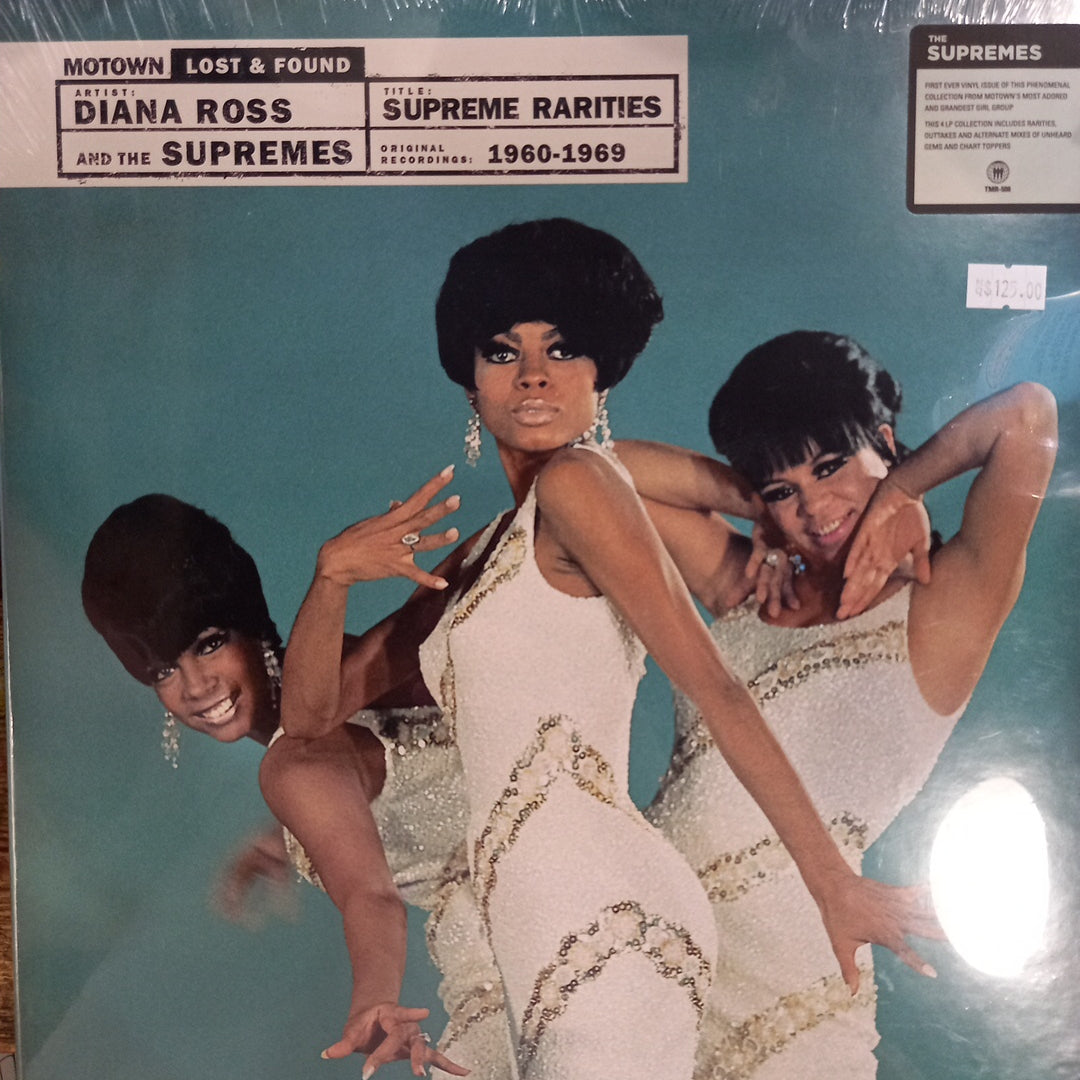 MOTOWN LOST & FOUND
ARTIST:
DIANA ROSS
AND THE SUPREMES
TITLE:
SUPREME RARITIES
ORIGINAL
RECORDINGS: 1960-1969
THE
SUPREMES
FIRST EVER VINYL ISSUE OF THIS PHENOMENAL
COLLECTION FROM MOTOWN'S MOST ADORED
AND GRANDEST GIRL GROUP
THIS 4 LP COLLECTION INCLUDES RARITIES,
OUTTAKES AND ALTERNATE MIXES OF UNHEARD
GEMS AND CHART TOPPERS
$125.00